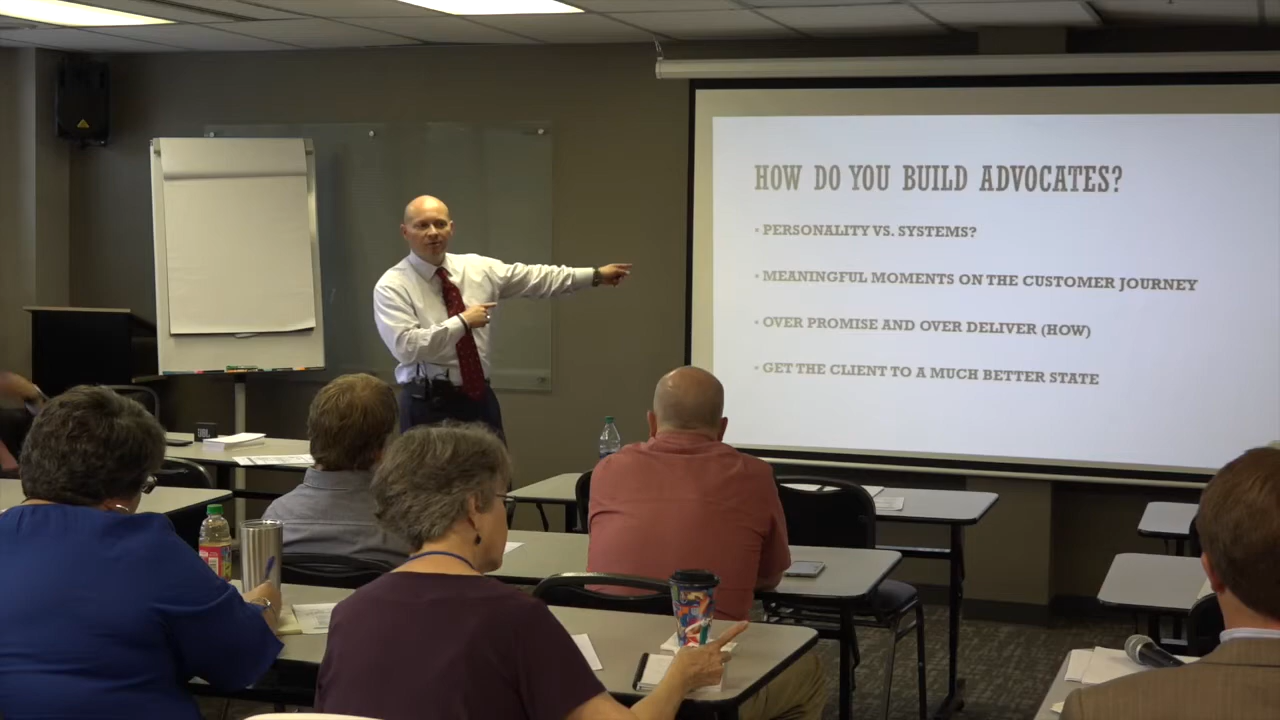 HOW DO YOU BUILD ADVOCATES?
• PERSONALITY VS. SYSTEMS?
• MEANINGFUL MOMENTS ON THE CUSTOMER JOURNEY
• OVER PROMISE AND OVER DELIVER (HOW)
• GET THE CLIENT TO A MUCH BETTER STATE